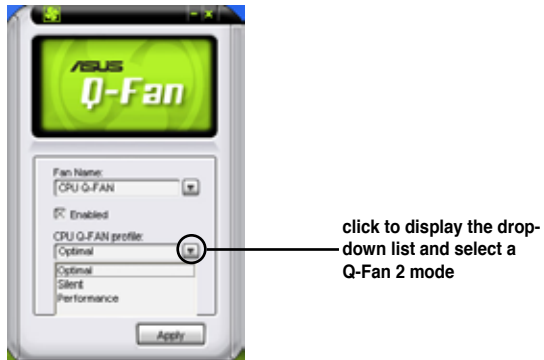 ASUS
Q-Fan
Fan Name:
CPU Q-FAN
Enabled
CPU Q-FAN profile:
Optimal
Optimal
Silent
Performance
Apply
click to display the drop-
down list and select a
Q-Fan 2 mode